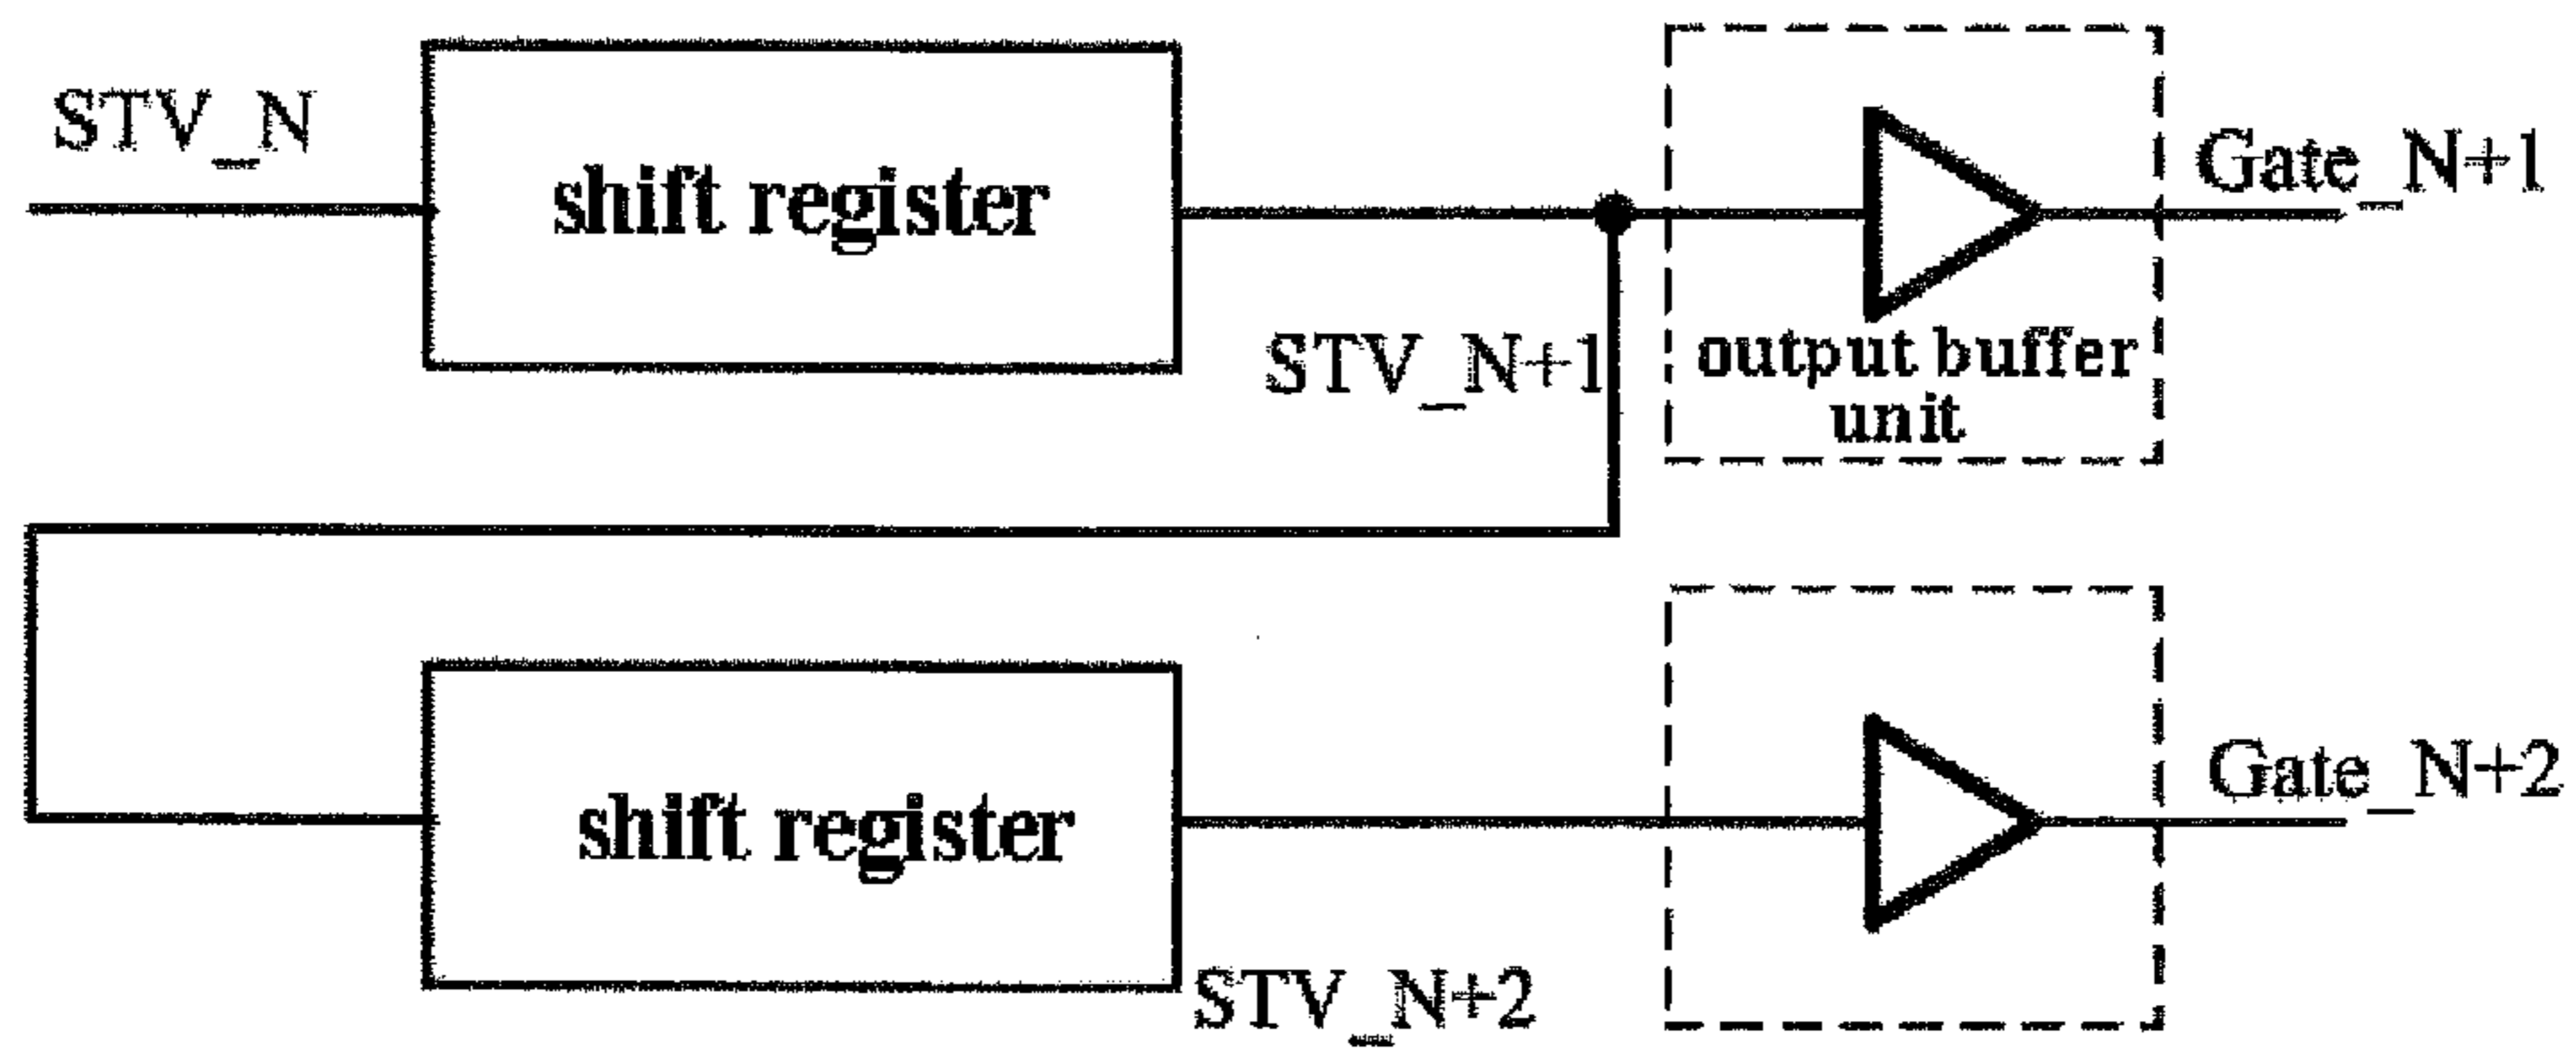 STV_N
shift register
Gate_N+1
STV_N+1
output buffer
unit
shift register
Gate_N+2
STV_N+2